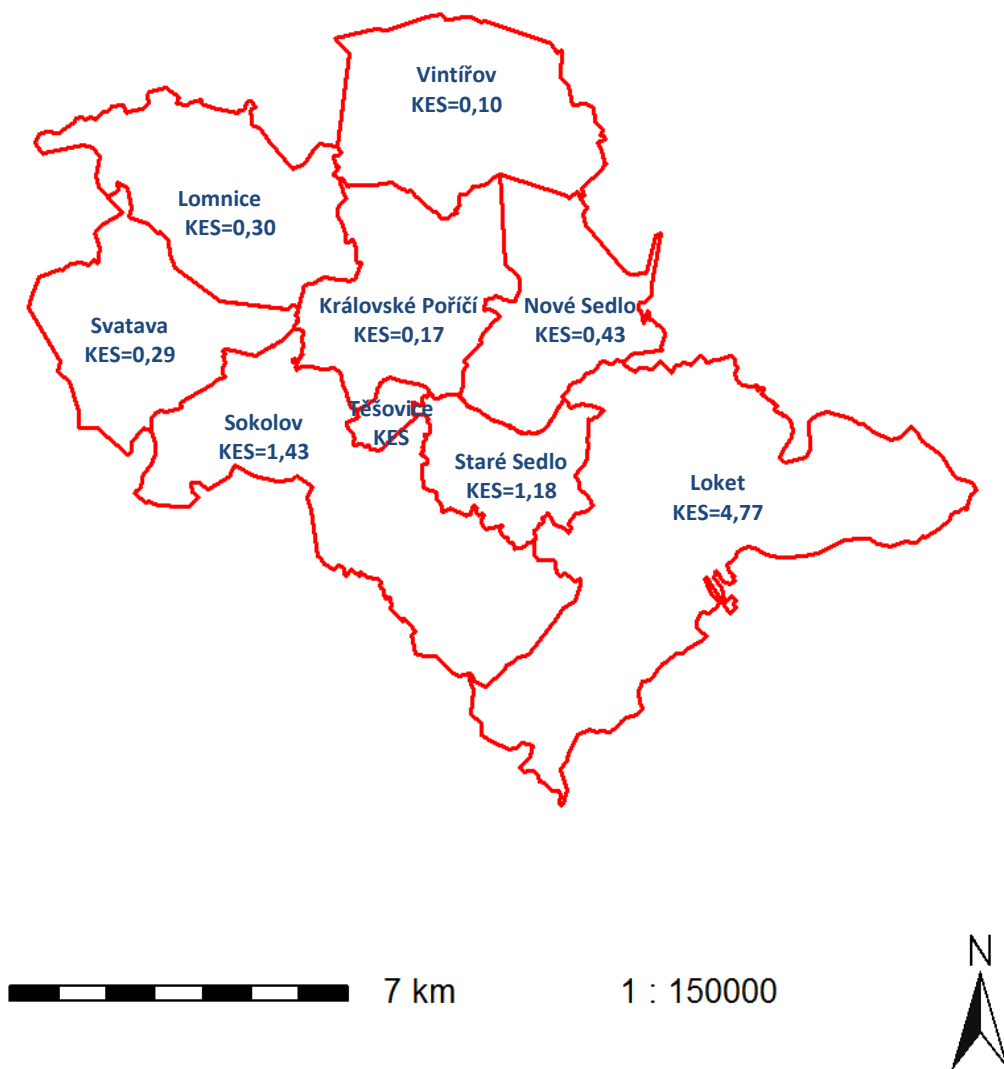 Vintířov
KES=0,10
Lomnice
KES=0,30
Královské Poříčí
KES=0,17
Nové Sedlo
KES=0,43
Svatava
KES=0,29
Těšovice
KES
Sokolov
KES=1,43
Staré Sedlo
KES=1,18
Loket
KES=4,77
N
7 km
1 : 150000